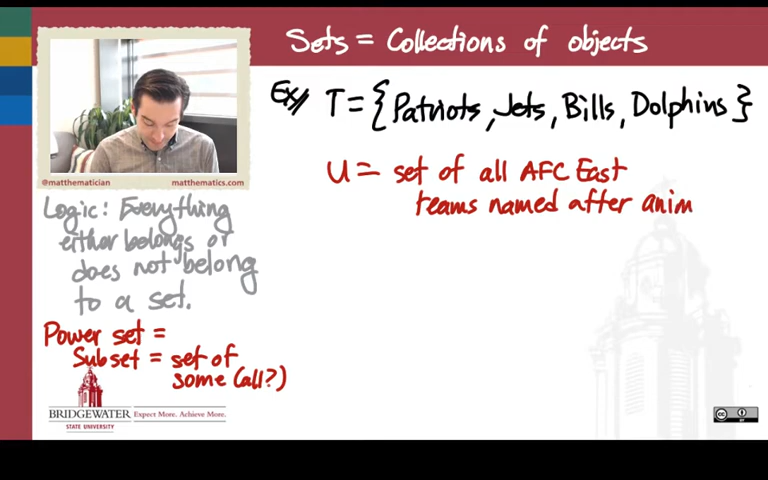 Sets = Collections of objects
Ex/ T = {Patriots, Jets, Bills, Dolphins}
U = set of all AFC East
teams named after anim
@matthematician matthematics.com
Logic: Everything
either belongs or
does not belong
to a set.
Power set =
Subset = set of
some (all?)
BRIDGEWATER
STATE UNIVERSITY
Expect More. Achieve More.
cc
BY